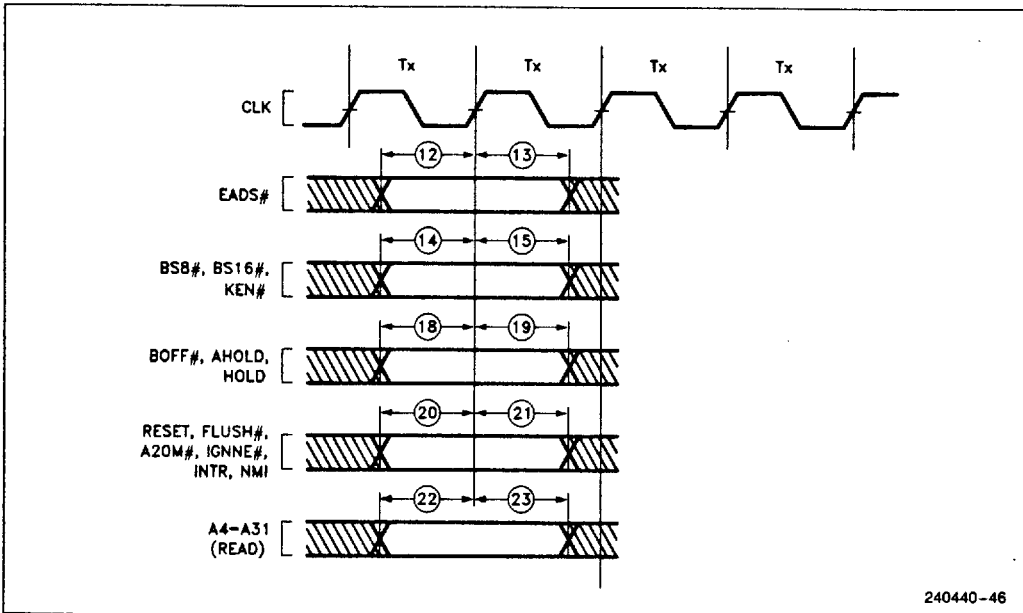 Tx Tx Tx Tx
CLK
12 13
EADS#
14 15
BS8#, BS16#,
KEN#
18 19
BOFF#, AHOLD,
HOLD
20 21
RESET, FLUSH#,
A20M#, IGNNE#,
INTR, NMI
22 23
A4-A31
(READ)
240440-46